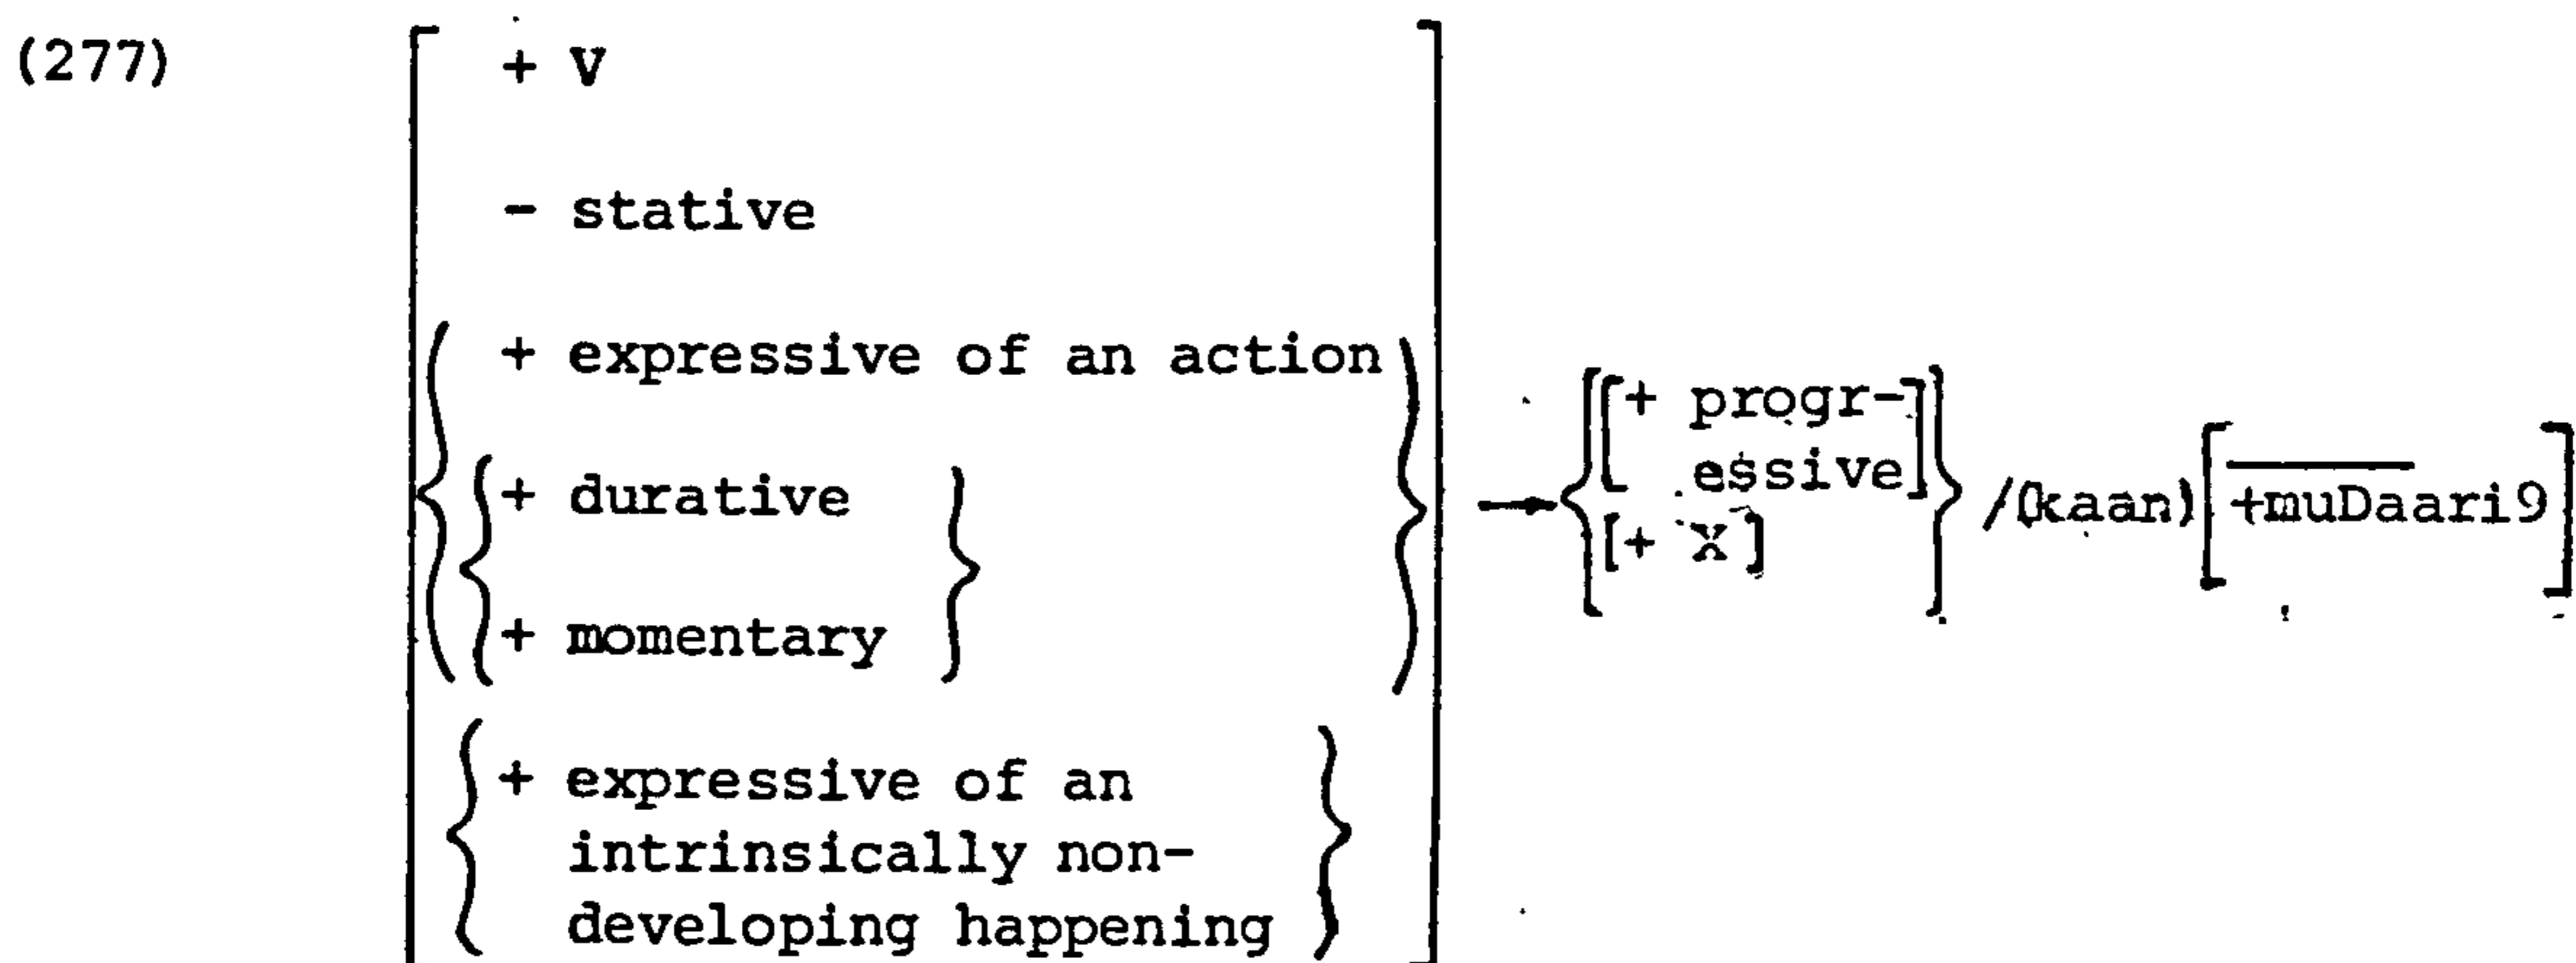 (277)
+ V
- stative
+ expressive of an action
+ durative
+ momentary
+ expressive of an
intrinsically non-
developing happening
→
[+ progr-
essive]
[+ X]
/(kaan) [+muDaari9]